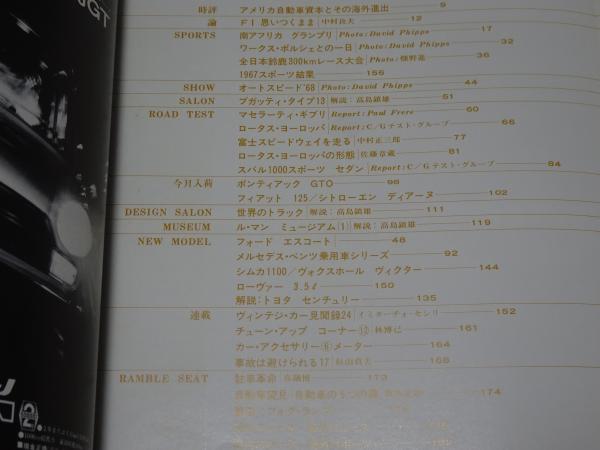 GT
時評 アメリカ自動車資本とその海外進出 9
論 F I 思いつくまま 中村良夫 12
SPORTS 南アフリカ グランプリ Photo: David Phipps 17
ワークス・ポルシェとの一日 Photo: David Phipps 32
全日本鈴鹿300kmレース大会 Photo: 36
1967スポーツ結果 156
SHOW オートスピード'68 Photo: David Phipps 44
SALON ブガッティ・タイプ13 解説:高島鎮雄 51
ROAD TEST マセラーティ・ギブリ Report: Paul Frere 60
ロータス・ヨーロッパ Report: C/Gテスト・グループ 66
富士スピードウェイを走る 中村正三郎 77
ロータス・ヨーロッパの形態 佐藤章蔵 81
スバル1000スポーツ セダン Report: C/Gテスト・グループ 84
今月入荷 ポンティアック GTO 98
フィアット 125/シトローエン ディアーヌ 102
DESIGN SALON 世界のトラック 解説:高島鎮雄 111
MUSEUM ル・マン ミュージアム(1) 解説:高島鎮雄 119
NEW MODEL フォード エスコート 48
メルセデス・ベンツ乗用車シリーズ 92
シムカ1100/ヴォクスホール ヴィクター 144
ローヴァー 3.5ℓ 150
解説:トヨタ センチュリー 135
連載 ヴィンテジ・カー見聞録24 152
チューン・アップ コーナー⑫ 林博己 161
カー・アクセサリー⑥メーター 164
事故は避けられる17 168
RAMBLE SEAT 駐車革命 173
174
2